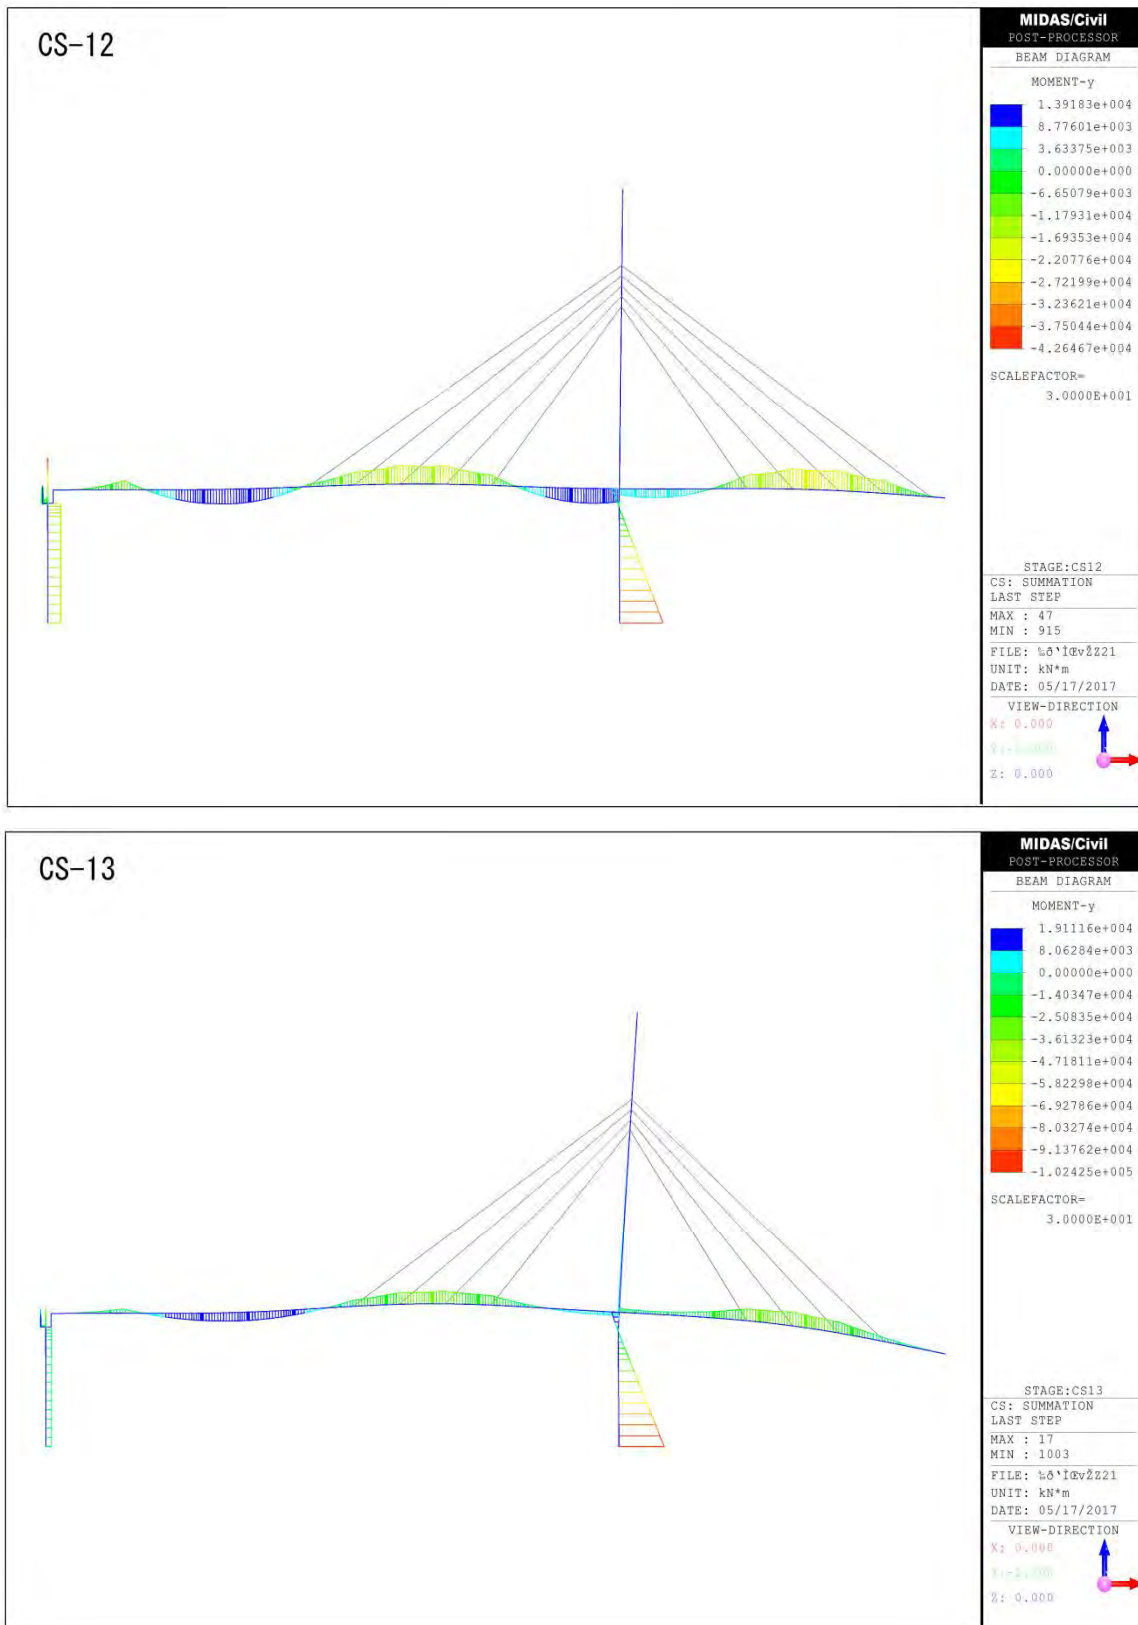 CS-12
MIDAS/Civil
POST-PROCESSOR
BEAM DIAGRAM
MOMENT-y
1.39183e+004
8.77601e+003
3.63375e+003
0.00000e+000
-6.65079e+003
-1.17931e+004
-1.69353e+004
-2.20776e+004
-2.72199e+004
-3.23621e+004
-3.75044e+004
-4.26467e+004
SCALEFACTOR=
3.0000E+001
STAGE:CS12
CS: SUMMATION
LAST STEP
MAX : 47
MIN : 915
FILE:
UNIT: kN*m
DATE: 05/17/2017
VIEW-DIRECTION
X: 0.000
Z: 0.000
CS-13
MIDAS/Civil
POST-PROCESSOR
BEAM DIAGRAM
MOMENT-y
1.91116e+004
8.06284e+003
0.00000e+000
-1.40347e+004
-2.50835e+004
-3.61323e+004
-4.71811e+004
-5.82298e+004
-6.92786e+004
-8.03274e+004
-9.13762e+004
-1.02425e+005
SCALEFACTOR=
3.0000E+001
STAGE:CS13
CS: SUMMATION
LAST STEP
MAX : 17
MIN : 1003
FILE:
UNIT: kN*m
DATE: 05/17/2017
VIEW-DIRECTION
X: 0.000
Z: 0.000